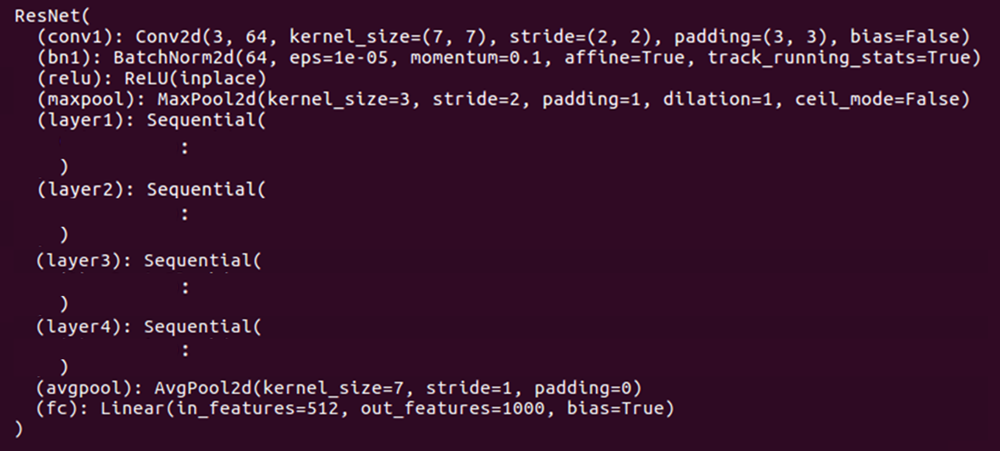 ResNet(
(conv1): Conv2d(3, 64, kernel_size=(7, 7), stride=(2, 2), padding=(3, 3), bias=False)
(bn1): BatchNorm2d(64, eps=1e-05, momentum=0.1, affine=True, track_running_stats=True)
(relu): ReLU(inplace)
(maxpool): MaxPool2d(kernel_size=3, stride=2, padding=1, dilation=1, ceil_mode=False)
(layer1): Sequential(
:
)
(layer2): Sequential(
:
)
(layer3): Sequential(
:
)
(layer4): Sequential(
:
)
(avgpool): AvgPool2d(kernel_size=7, stride=1, padding=0)
(fc): Linear(in_features=512, out_features=1000, bias=True)
)